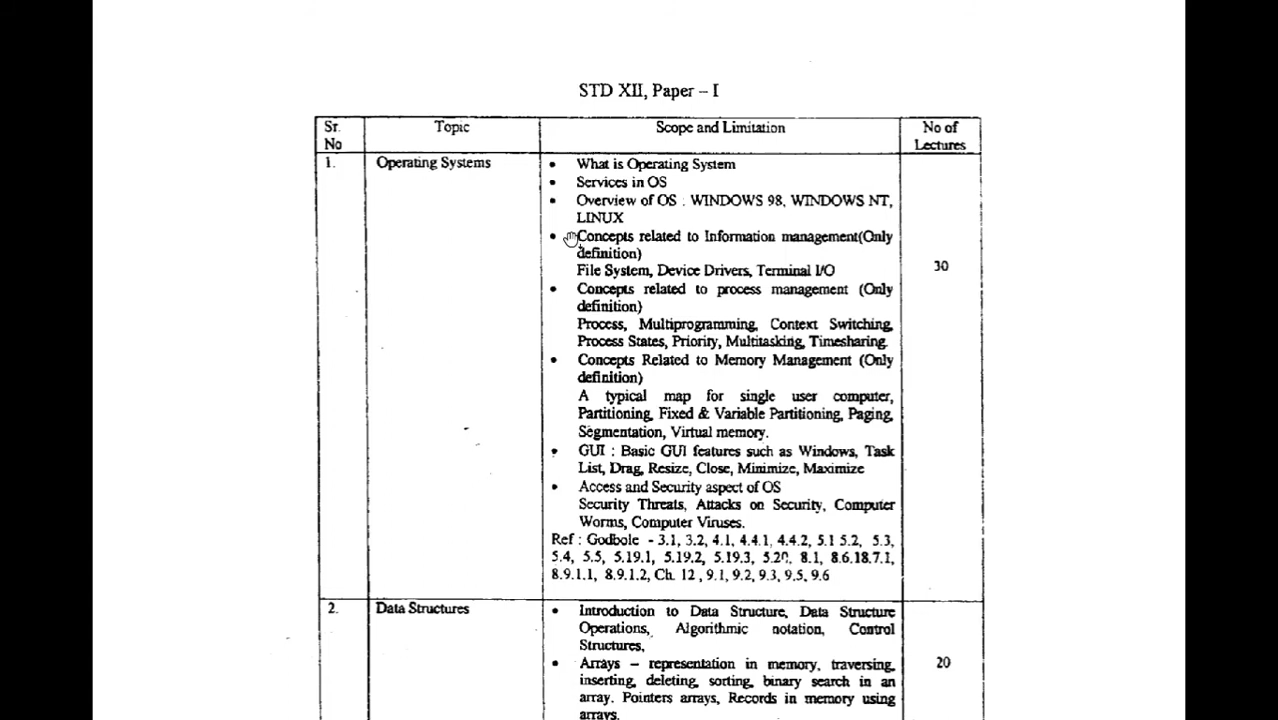 STD XII, Paper – I
Sr.
No
Topic
Scope and Limitation
No of
Lectures
1.
Operating Systems
• What is Operating System
• Services in OS
• Overview of OS : WINDOWS 98, WINDOWS NT,
LINUX
• Concepts related to Information management(Only
definition)
File System, Device Drivers, Terminal I/O
• Concepts related to process management (Only
definition)
Process, Multiprogramming, Context Switching,
Process States, Priority, Multitasking, Timesharing.
• Concepts Related to Memory Management (Only
definition)
A typical map for single user computer,
Partitioning, Fixed & Variable Partitioning, Paging,
Segmentation, Virtual memory.
• GUI : Basic GUI features such as Windows, Task
List, Drag, Resize, Close, Minimize, Maximize
• Access and Security aspect of OS
Security Threats, Attacks on Security, Computer
Worms, Computer Viruses.
Ref : Godbole - 3.1, 3.2, 4.1, 4.4.1, 4.4.2, 5.1 5.2, 5.3,
5.4, 5.5, 5.19.1, 5.19.2, 5.19.3, 5.20, 8.1, 8.6.18.7.1,
8.9.1.1, 8.9.1.2, Ch. 12 , 9.1, 9.2, 9.3, 9.5, 9.6
30
2.
Data Structures
• Introduction to Data Structure, Data Structure
Operations, Algorithmic notation, Control
Structures,
• Arrays – representation in memory, traversing,
inserting, deleting, sorting, binary search in an
array. Pointers arrays, Records in memory using
arrays.
20